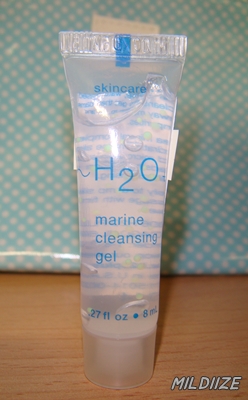 skincare
H2O
marine
cleansing
gel
.27 fl oz • 8 mL
MILDIIZE